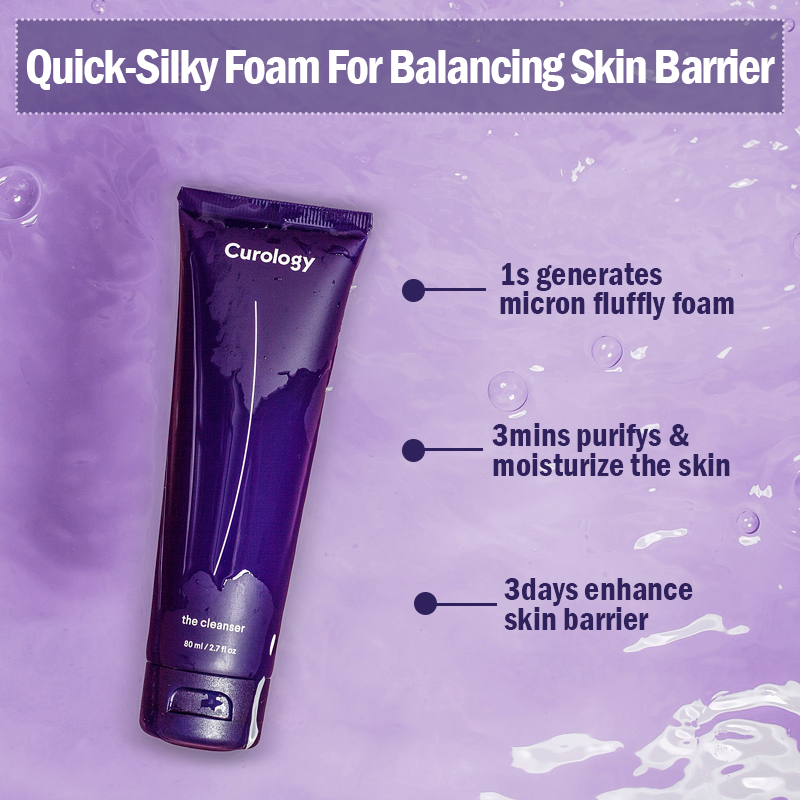 Quick-Silky Foam For Balancing Skin Barrier
Curology
1s generates
micron fluffly foam
3mins purifys &
moisturize the skin
3days enhance
skin barrier
the cleanser
80 ml / 2.7 fl oz